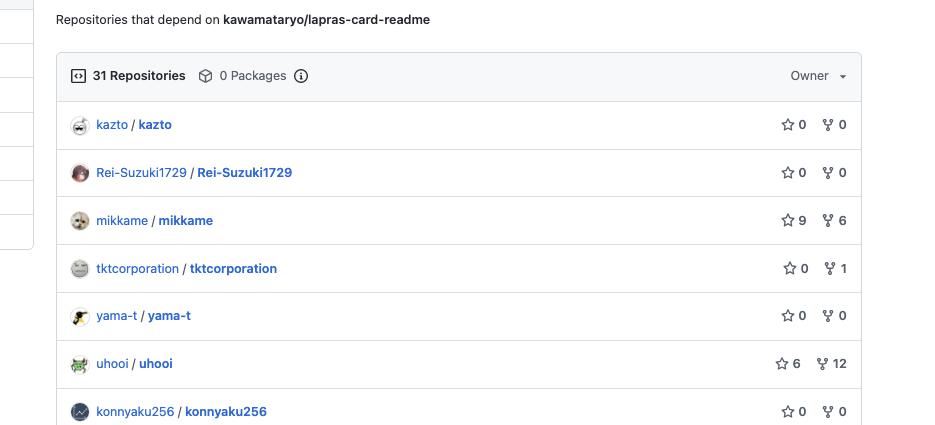 Repositories that depend on kawamataryo/lapras-card-readme
31 Repositories 0 Packages Owner
kazto / kazto 0 0
Rei-Suzuki1729 / Rei-Suzuki1729 0 0
mikkame / mikkame 9 6
tktcorporation / tktcorporation 0 1
yama-t / yama-t 0 0
uhooi / uhooi 6 12
konnyaku256 / konnyaku256 0 0